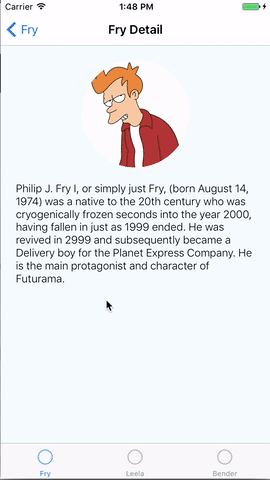 Carrier 1:48 PM
Fry Fry Detail
Philip J. Fry I, or simply just Fry, (born August 14,
1974) was a native to the 20th century who was
cryogenically frozen seconds into the year 2000,
having fallen in just as 1999 ended. He was
revived in 2999 and subsequently became a
Delivery boy for the Planet Express Company. He
is the main protagonist and character of
Futurama.
Fry Leela Bender